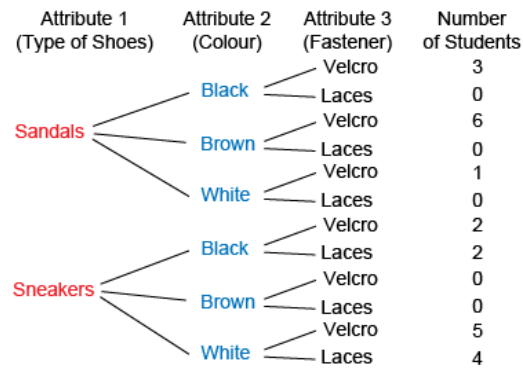 Attribute 1 Attribute 2 Attribute 3 Number
(Type of Shoes) (Colour) (Fastener) of Students
Velcro 3
Black
Laces 0
Velcro 6
Sandals
Brown
Laces 0
Velcro 1
White
Laces 0
Velcro 2
Black
Laces 2
Velcro 0
Sneakers
Brown
Laces 0
Velcro 5
White
Laces 4